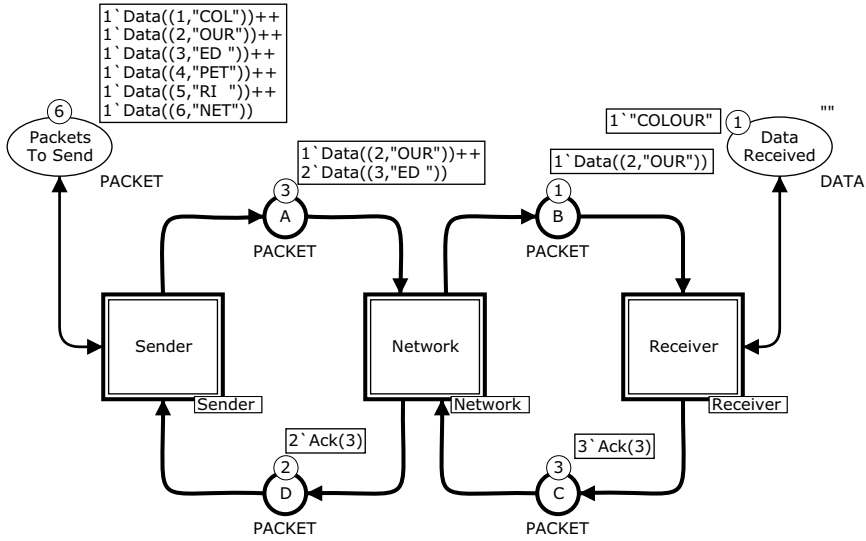 1`Data((1,"COL"))++
1`Data((2,"OUR"))++
1`Data((3,"ED "))++
1`Data((4,"PET"))++
1`Data((5,"RI  "))++
1`Data((6,"NET"))
6
Packets
To Send
PACKET
1`"COLOUR"
1
""
Data
Received
DATA
1`Data((2,"OUR"))++
2`Data((3,"ED "))
3
A
PACKET
1`Data((2,"OUR"))
1
B
PACKET
Sender
Sender
Network
Network
Receiver
Receiver
2`Ack(3)
2
D
PACKET
3`Ack(3)
3
C
PACKET